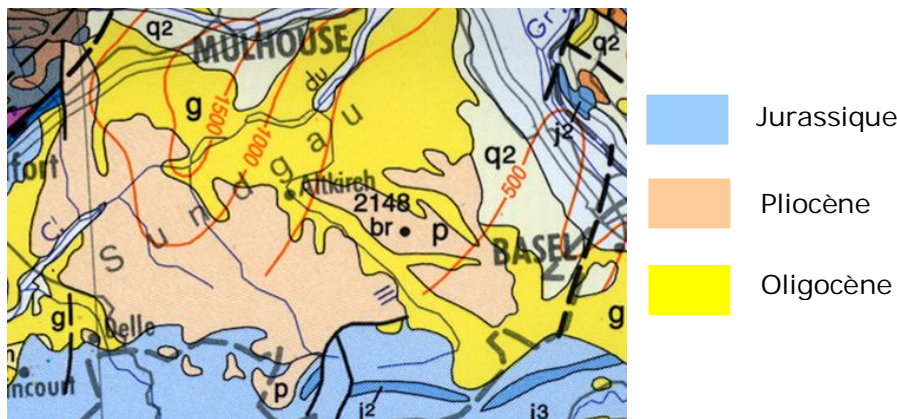 q2
MULHOUSE
Gr.
q2
du
g
1500
1000
j2
fort
Altkirch
q2
500
2148
br
p
C.
Sundgau
BASEL
g
Delle
g
ncourt
p
j2
j3
Jurassique
Pliocène
Oligocène